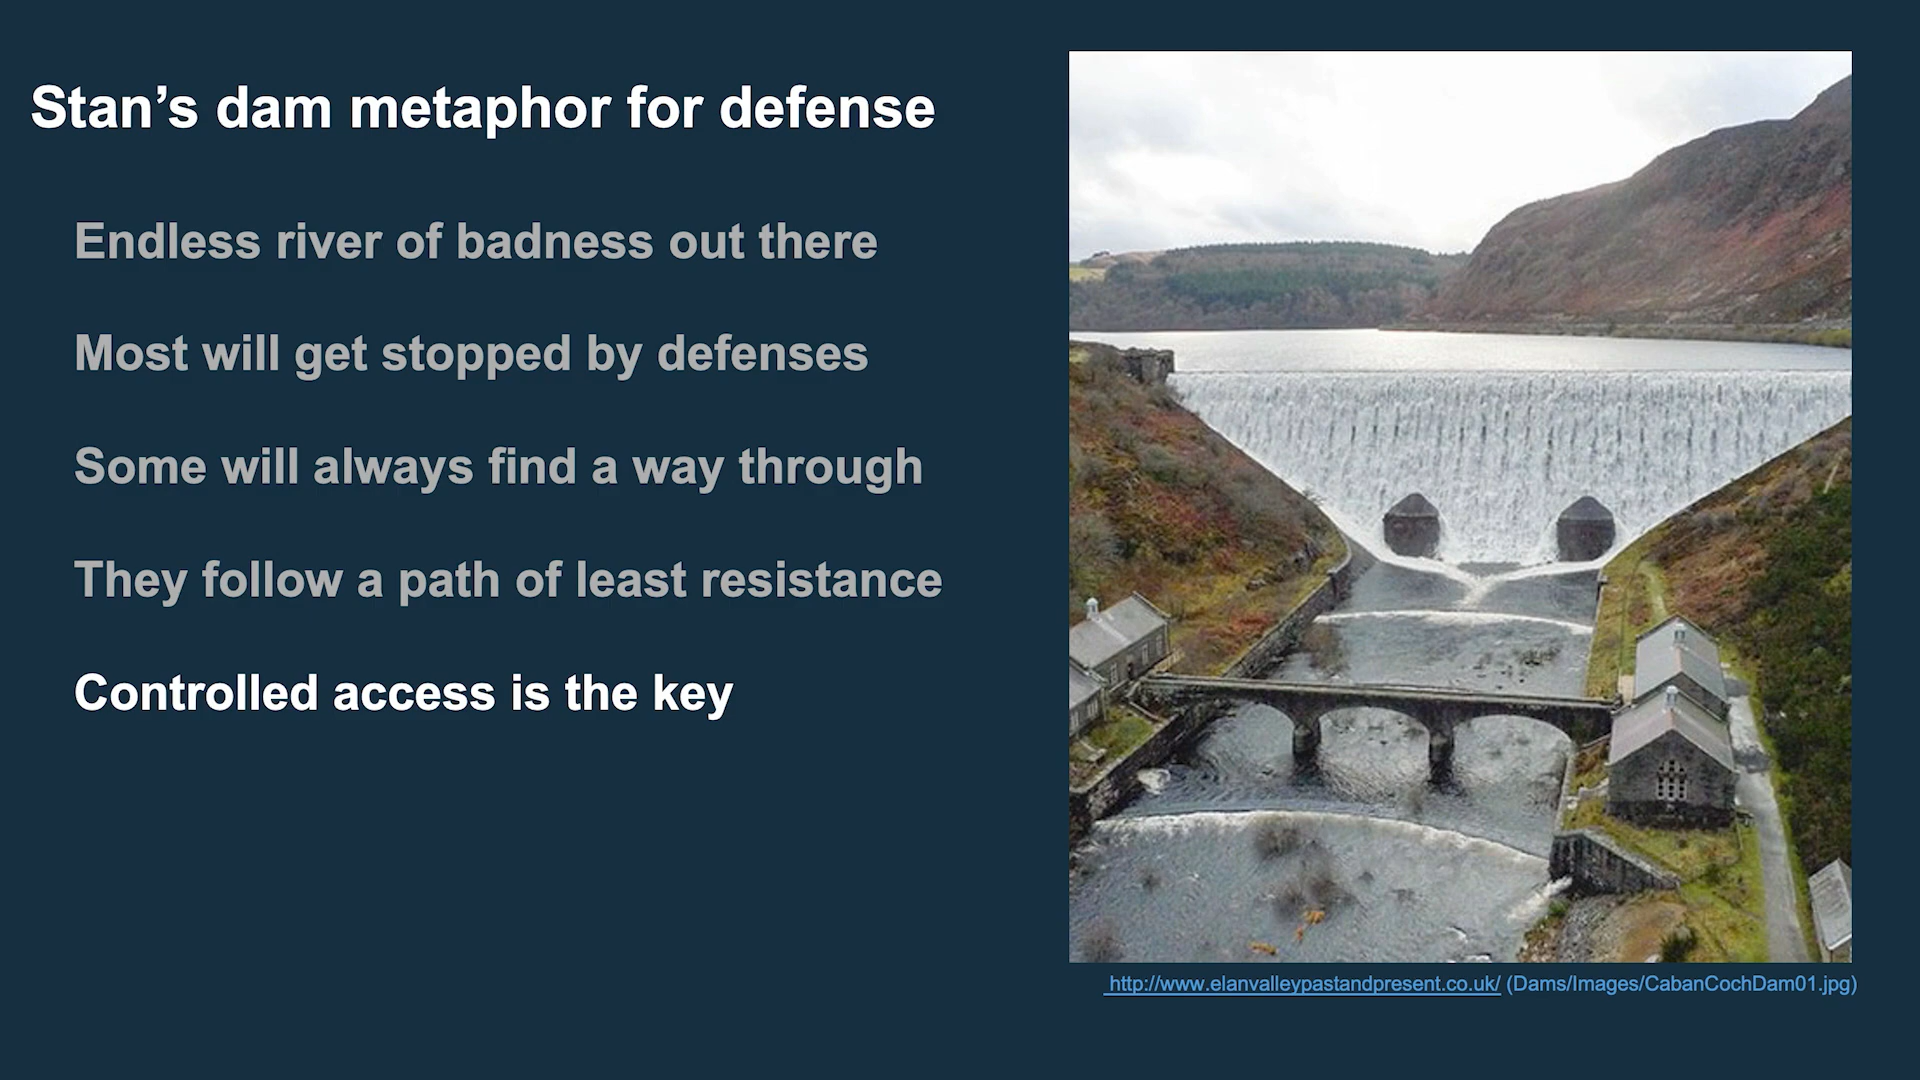 Stan’s dam metaphor for defense
Endless river of badness out there
Most will get stopped by defenses
Some will always find a way through
They follow a path of least resistance
Controlled access is the key
http://www.elanvalleypastandpresent.co.uk/ (Dams/Images/CabanCochDam01.jpg)